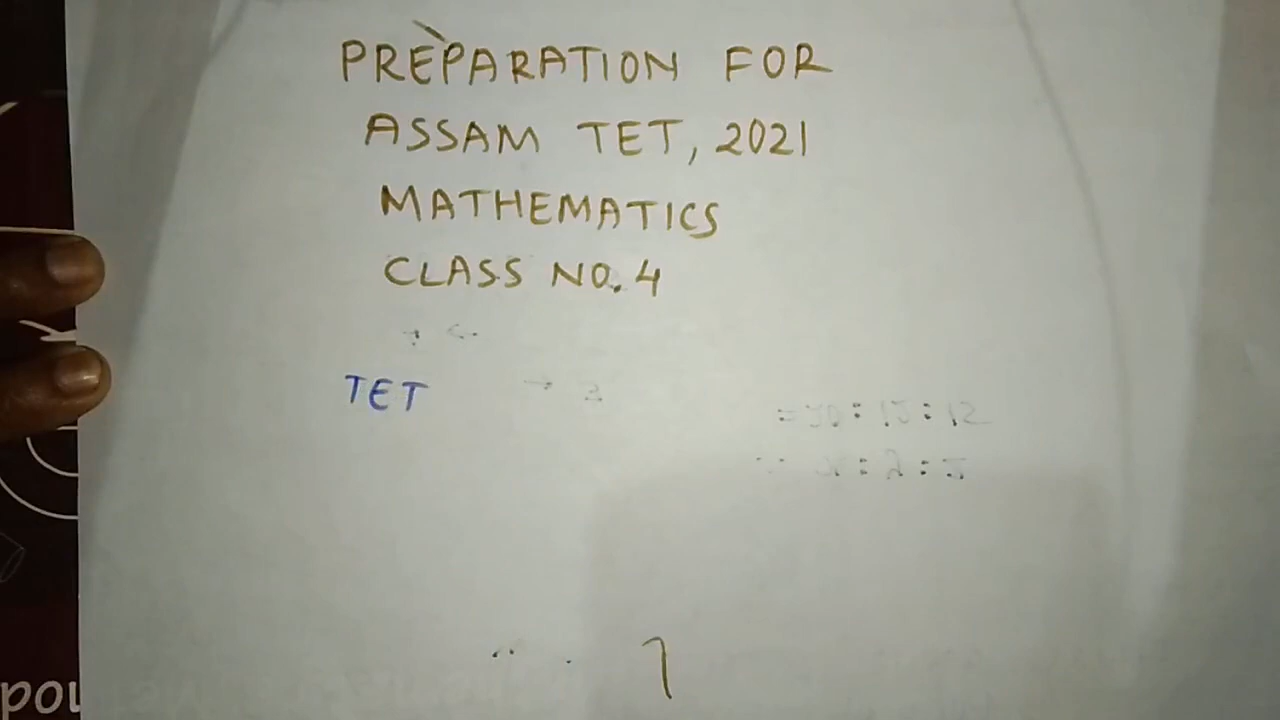 PREPARATION FOR
ASSAM TET, 2021
MATHEMATICS
CLASS NO. 4
TET